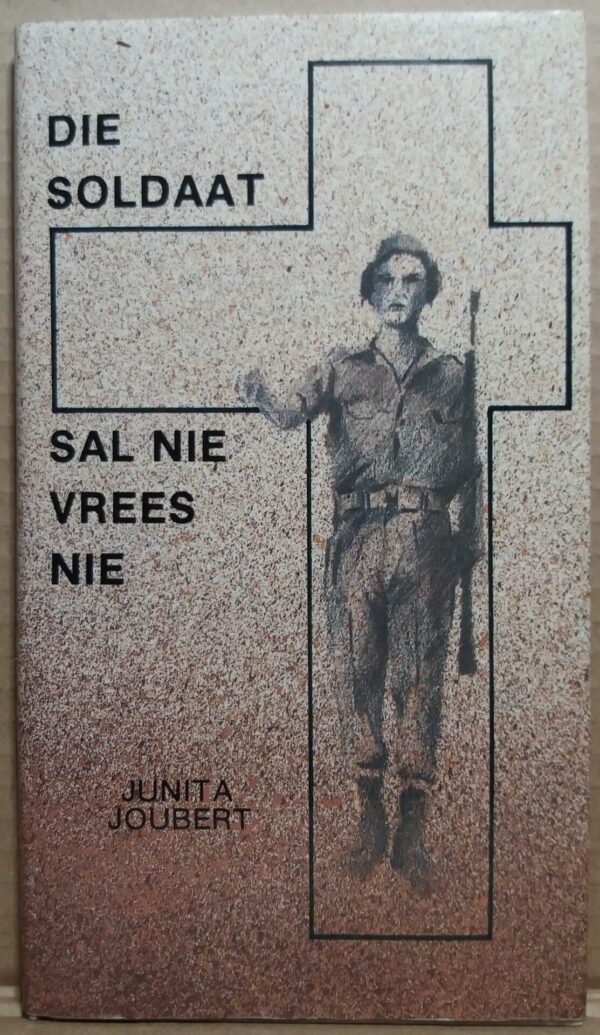 DIE
SOLDAAT
SAL NIE
VREES
NIE
JUNITA
JOUBERT